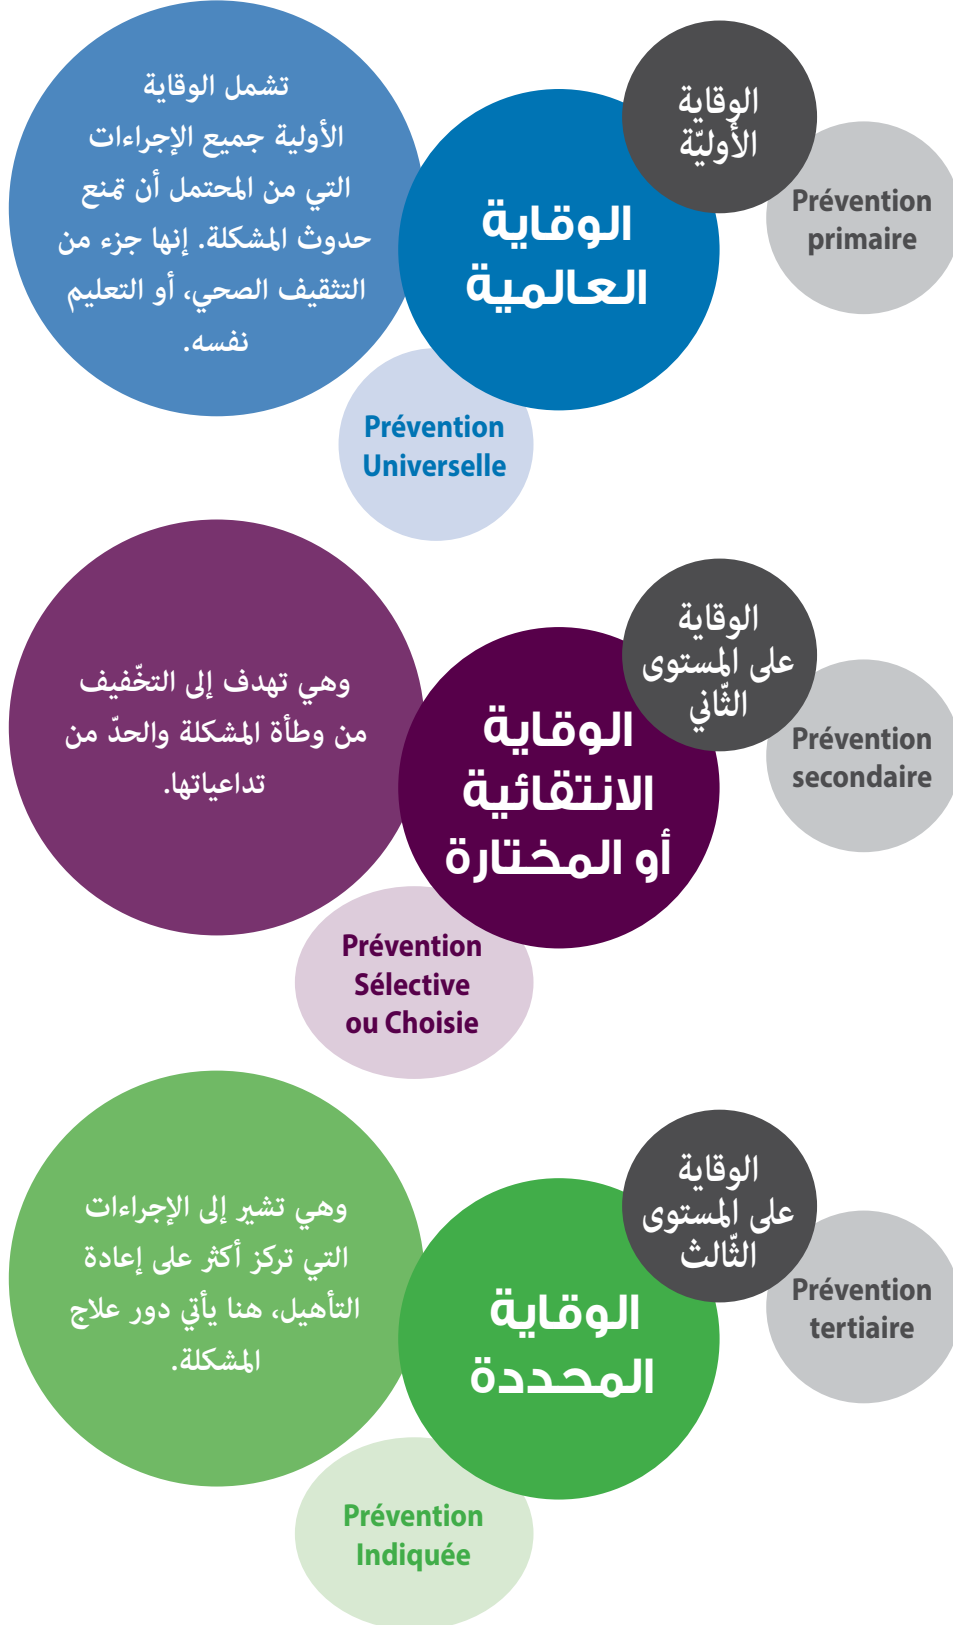 الوقاية
الأوليّة
Prévention
primaire
الوقاية
العالمية
Prévention
Universelle
تشمل الوقاية
الأولية جميع الإجراءات
التي من المحتمل أن تمنع
حدوث المشكلة. إنها جزء من
التثقيف الصحي، أو التعليم
نفسه.
الوقاية
على المستوى
الثّاني
Prévention
secondaire
الوقاية
الانتقائية
أو المختارة
Prévention
Sélective
ou Choisie
وهي تهدف إلى التخّفيف
من وطأة المشكلة والحدّ من
تداعياتها.
الوقاية
على المستوى
الثّالث
Prévention
tertiaire
الوقاية
المحددة
Prévention
Indiquée
وهي تشير إلى الإجراءات
التي تركز أكثر على إعادة
التأهيل، هنا يأتي دور علاج
المشكلة.